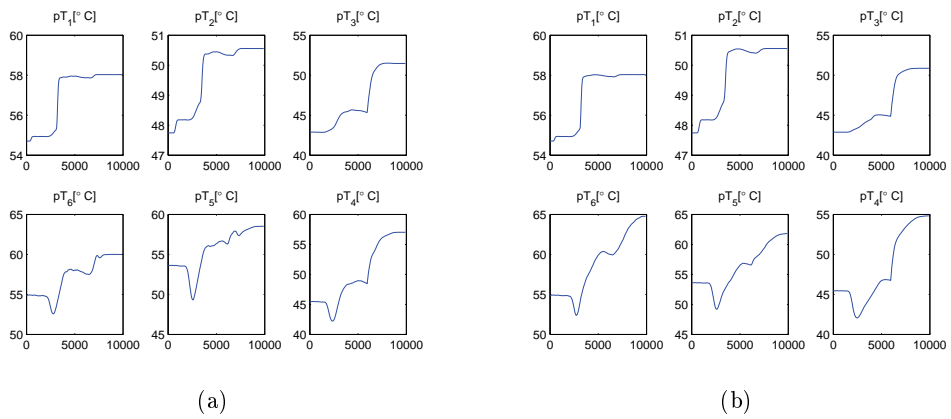 pT1[° C] pT2[° C] pT3[° C] pT1[° C] pT2[° C] pT3[° C]
60 51 60 60 51 60
58 50 55 58 50 55
49 50 49 50
56 48 45 56 48 45
54 47 40 54 47 40
0 5000 10000 0 5000 10000 0 5000 10000 0 5000 10000 0 5000 10000 0 5000 10000
pT6[° C] pT5[° C] pT4[° C] pT6[° C] pT5[° C] pT4[° C]
65 60 60 65 65 55
60 55 55 60 60 50
50 55
55 50 45 55 50 45
50 45 40 50 45 40
0 5000 10000 0 5000 10000 0 5000 10000 0 5000 10000 0 5000 10000 0 5000 10000
(a) (b)